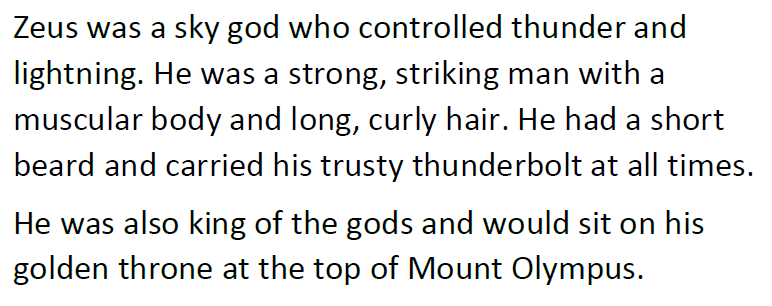 Zeus was a sky god who controlled thunder and
lightning. He was a strong, striking man with a
muscular body and long, curly hair. He had a short
beard and carried his trusty thunderbolt at all times.
He was also king of the gods and would sit on his
golden throne at the top of Mount Olympus.